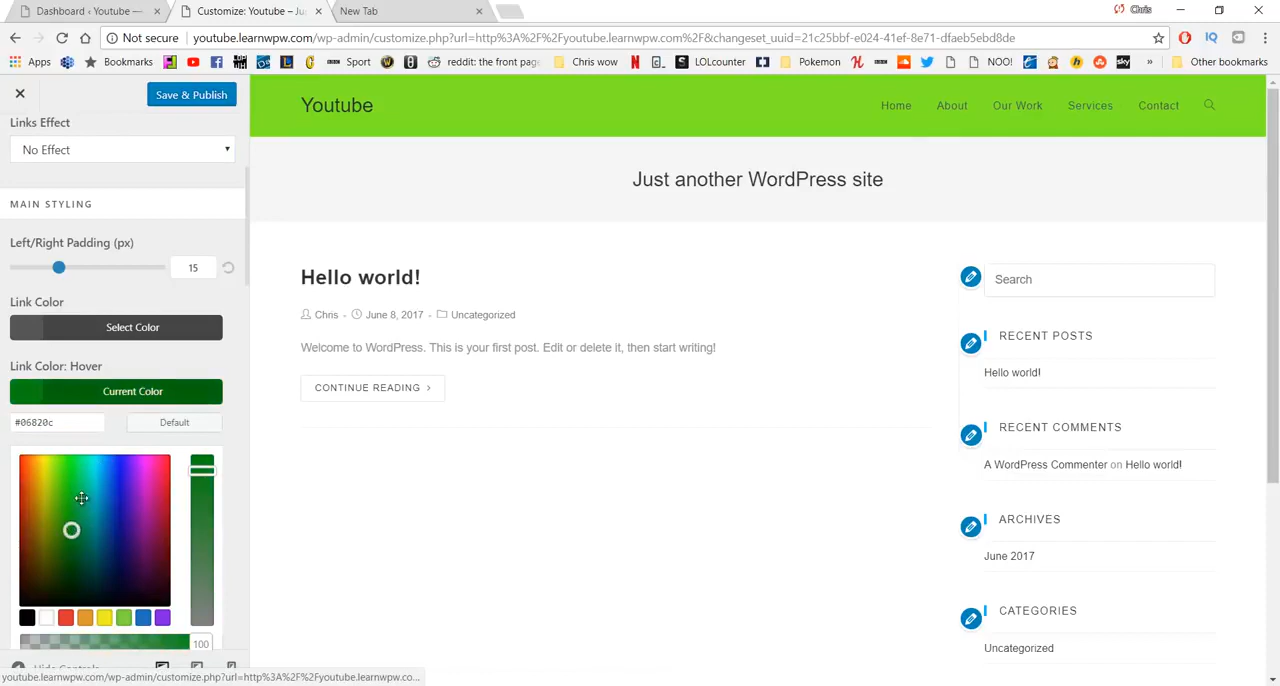 Dashboard ‹ Youtube —
Customize: Youtube – Ju
New Tab
Chris
Not secure
youtube.learnwpw.com/wp-admin/customize.php?url=http%3A%2F%2Fyoutube.learnwpw.com%2F&changeset_uuid=21c25bbf-e024-41ef-8e71-dfaeb5ebd8de
Apps
Bookmarks
Sport
reddit: the front page
Chris wow
LOLcounter
Pokemon
NOO!
sky
»
Other bookmarks
Save & Publish
Links Effect
No Effect
MAIN STYLING
Left/Right Padding (px)
15
Link Color
Select Color
Link Color: Hover
Current Color
#06820c
Default
100
Hide Controls
youtube.learnwpw.com/wp-admin/customize.php?url=http%3A%2F%2Fyoutube.learnwpw.co...
Youtube
Home
About
Our Work
Services
Contact
Just another WordPress site
Hello world!
Chris -
June 8, 2017 -
Uncategorized
Welcome to WordPress. This is your first post. Edit or delete it, then start writing!
CONTINUE READING >
Search
RECENT POSTS
Hello world!
RECENT COMMENTS
A WordPress Commenter on Hello world!
ARCHIVES
June 2017
CATEGORIES
Uncategorized